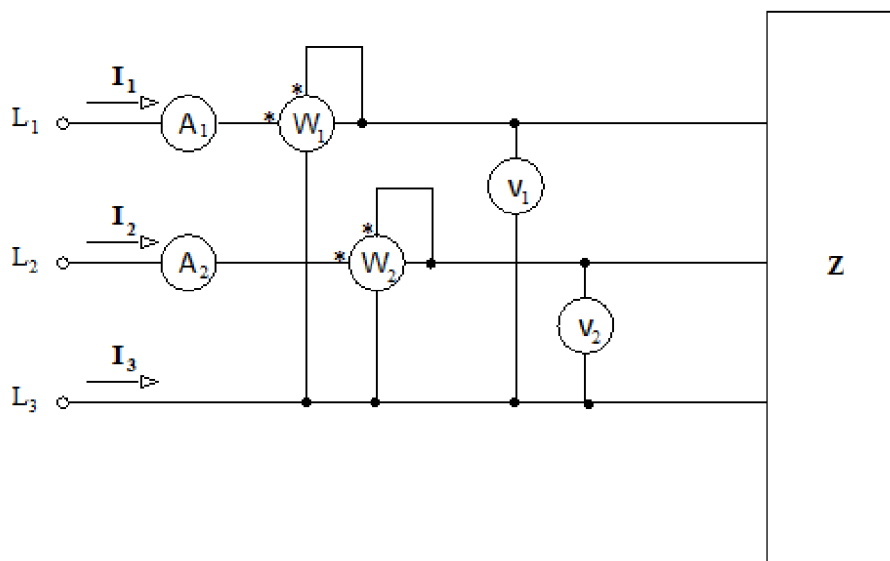 I₁
L₁ A₁ * * W₁
V₁
I₂
L₂ A₂ * * W₂ Z
V₂
I₃
L₃